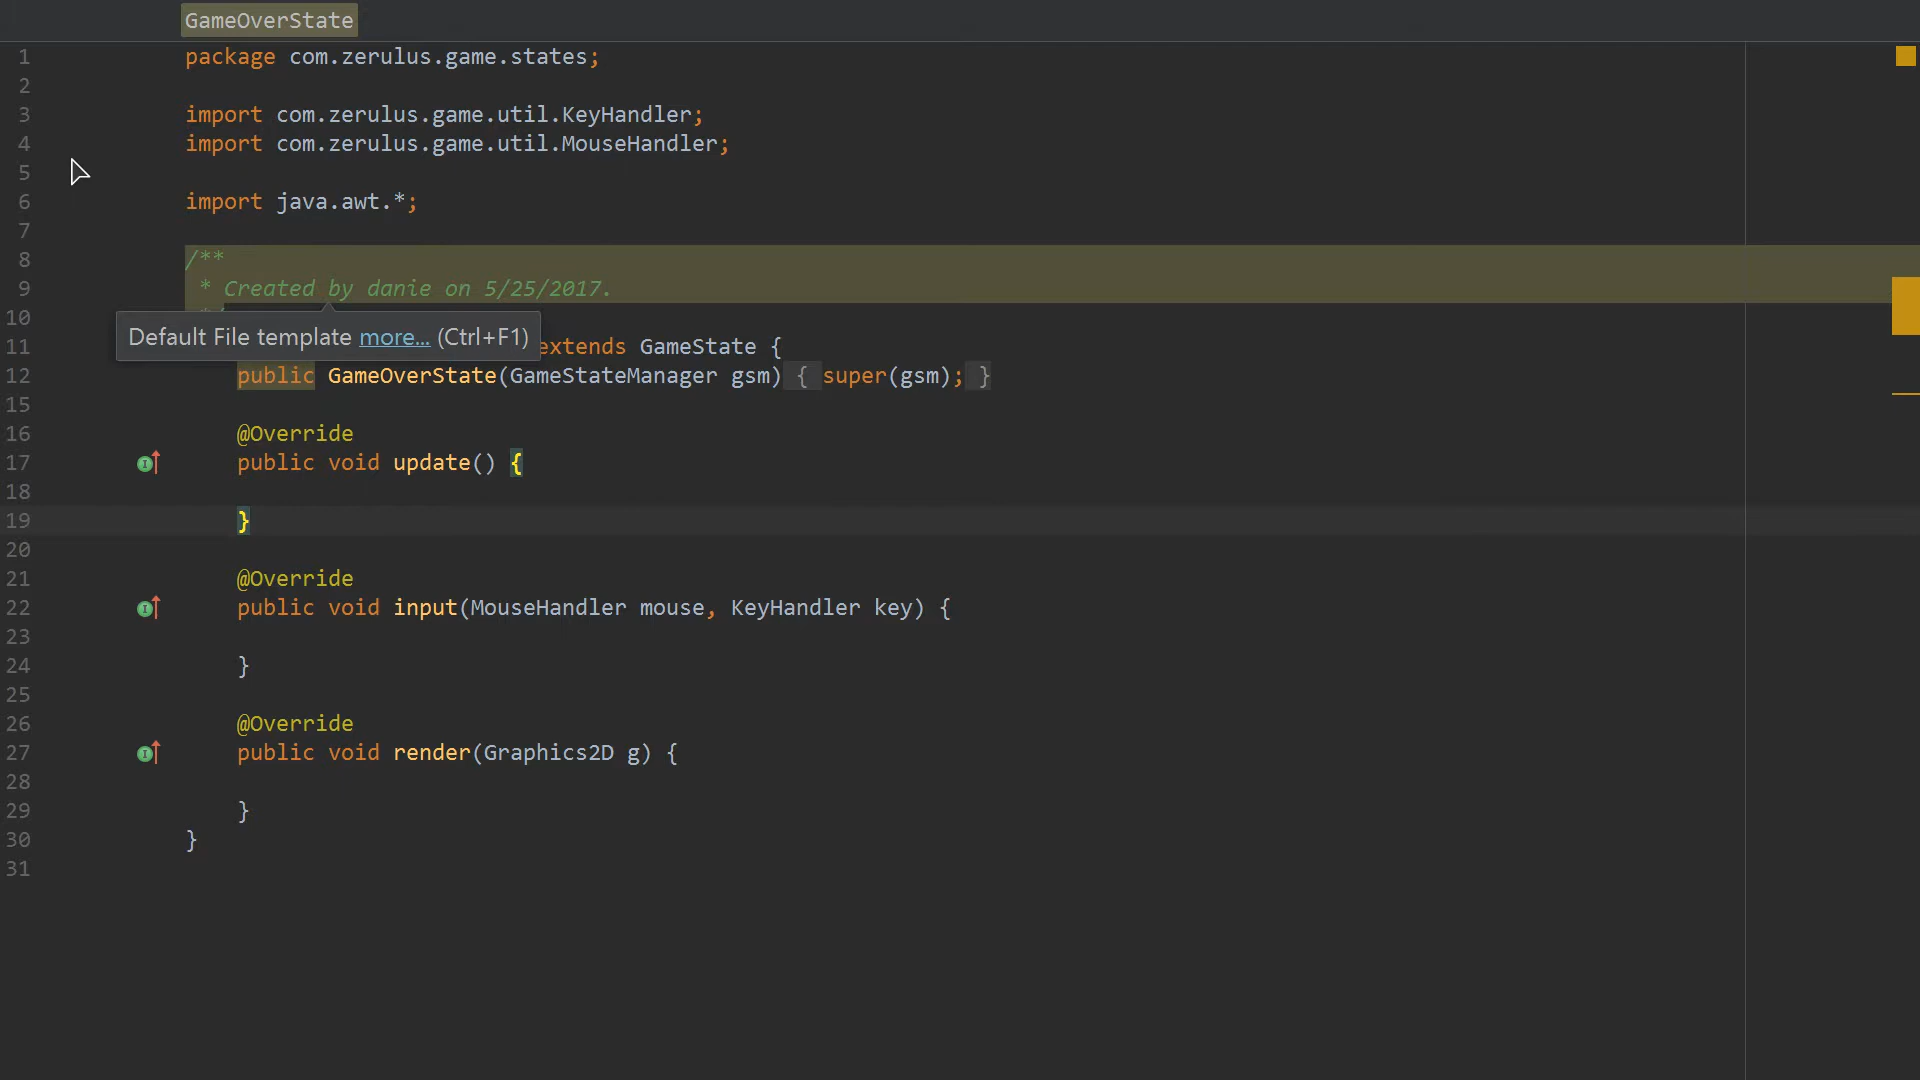 GameOverState
1 package com.zerulus.game.states;
2
3 import com.zerulus.game.util.KeyHandler;
4 import com.zerulus.game.util.MouseHandler;
5
6 import java.awt.*;
7
8 /**
9 * Created by danie on 5/25/2017.
10
Default File template more... (Ctrl+F1)
11 extends GameState {
12 public GameOverState(GameStateManager gsm) { super(gsm); }
15
16 @Override
17 public void update() {
18
19 }
20
21 @Override
22 public void input(MouseHandler mouse, KeyHandler key) {
23
24 }
25
26 @Override
27 public void render(Graphics2D g) {
28
29 }
30 }
31